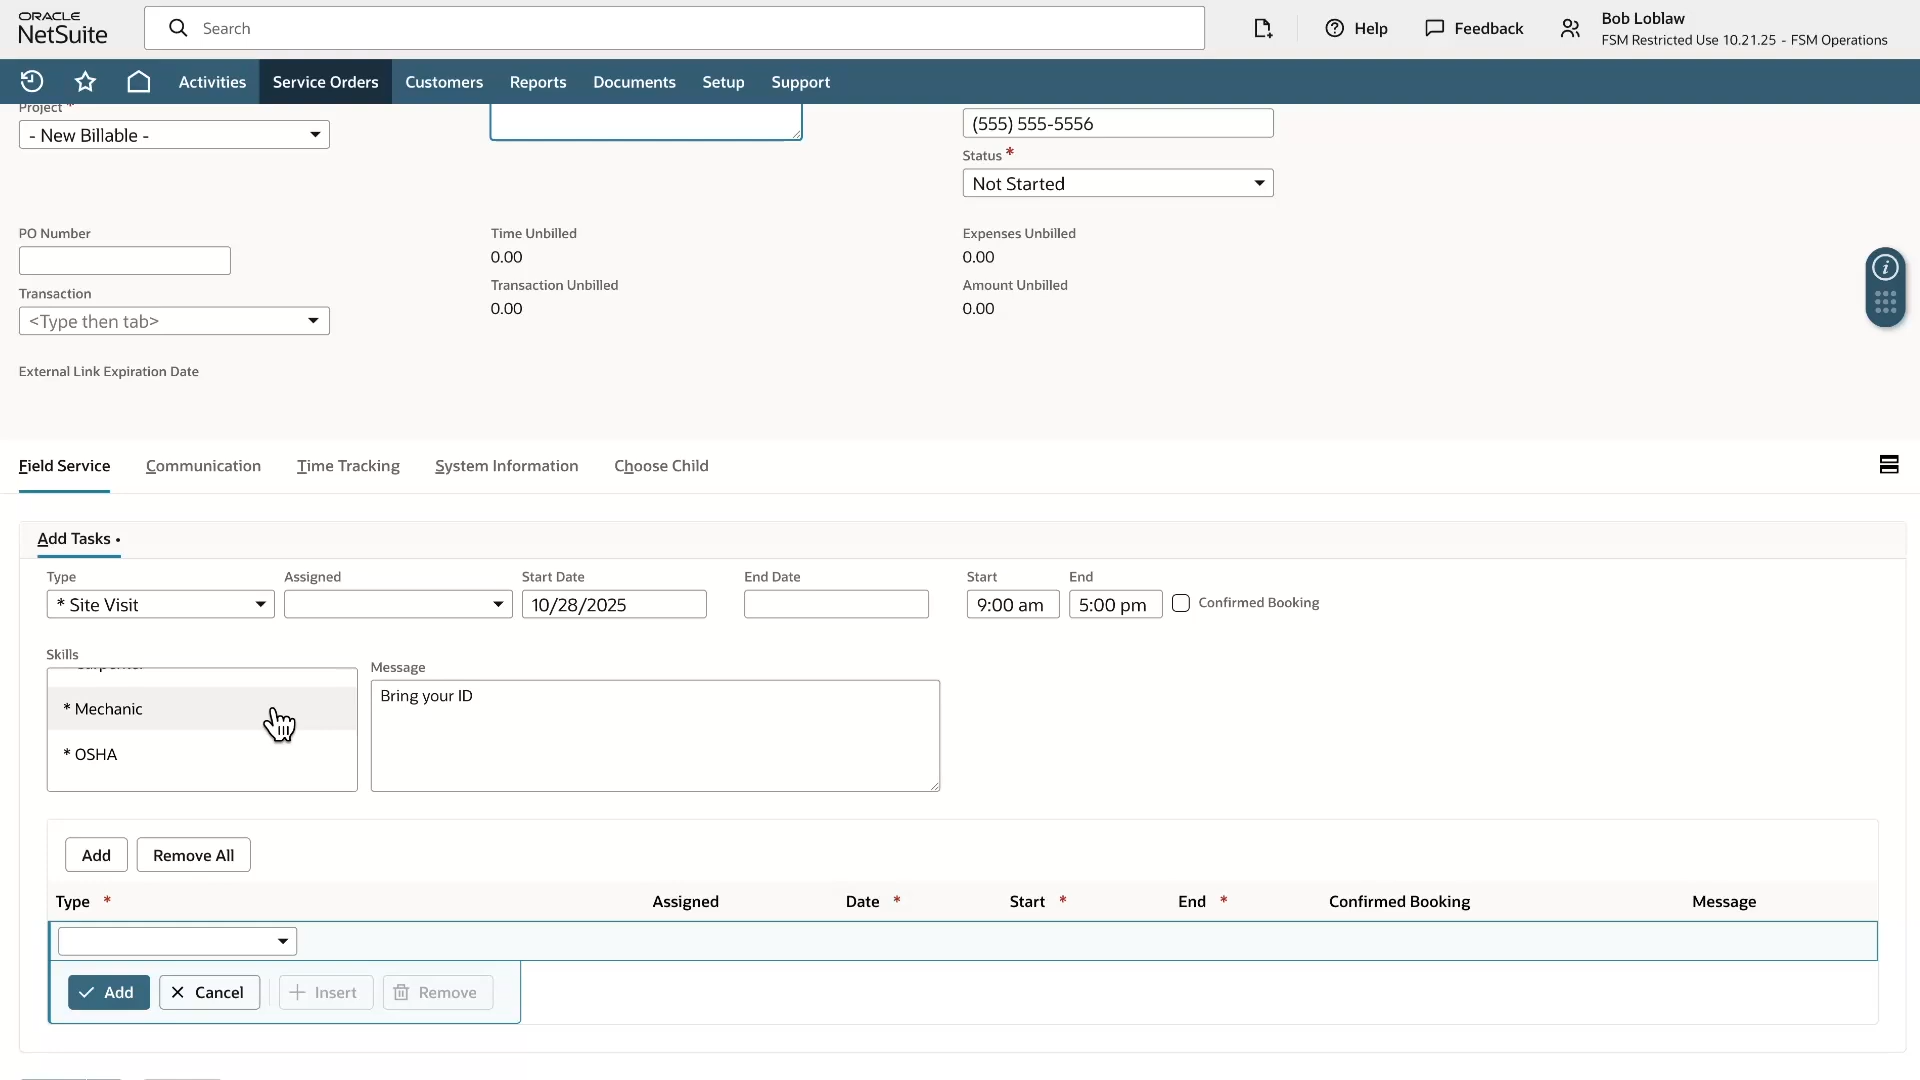 ORACLE
NetSuite
Search
Help
Feedback
Bob Loblaw
FSM Restricted Use 10.21.25 - FSM Operations
Activities
Service Orders
Customers
Reports
Documents
Setup
Support
Project *
- New Billable -
(555) 555-5556
Status *
Not Started
PO Number
Time Unbilled
0.00
Expenses Unbilled
0.00
Transaction
<Type then tab>
Transaction Unbilled
0.00
Amount Unbilled
0.00
External Link Expiration Date
Field Service
Communication
Time Tracking
System Information
Choose Child
Add Tasks •
Type
Assigned
Start Date
End Date
Start
End
* Site Visit
10/28/2025
9:00 am
5:00 pm
Confirmed Booking
Skills
Message
* Mechanic
* OSHA
Bring your ID
Add
Remove All
Type *
Assigned
Date *
Start *
End *
Confirmed Booking
Message
Add
Cancel
Insert
Remove